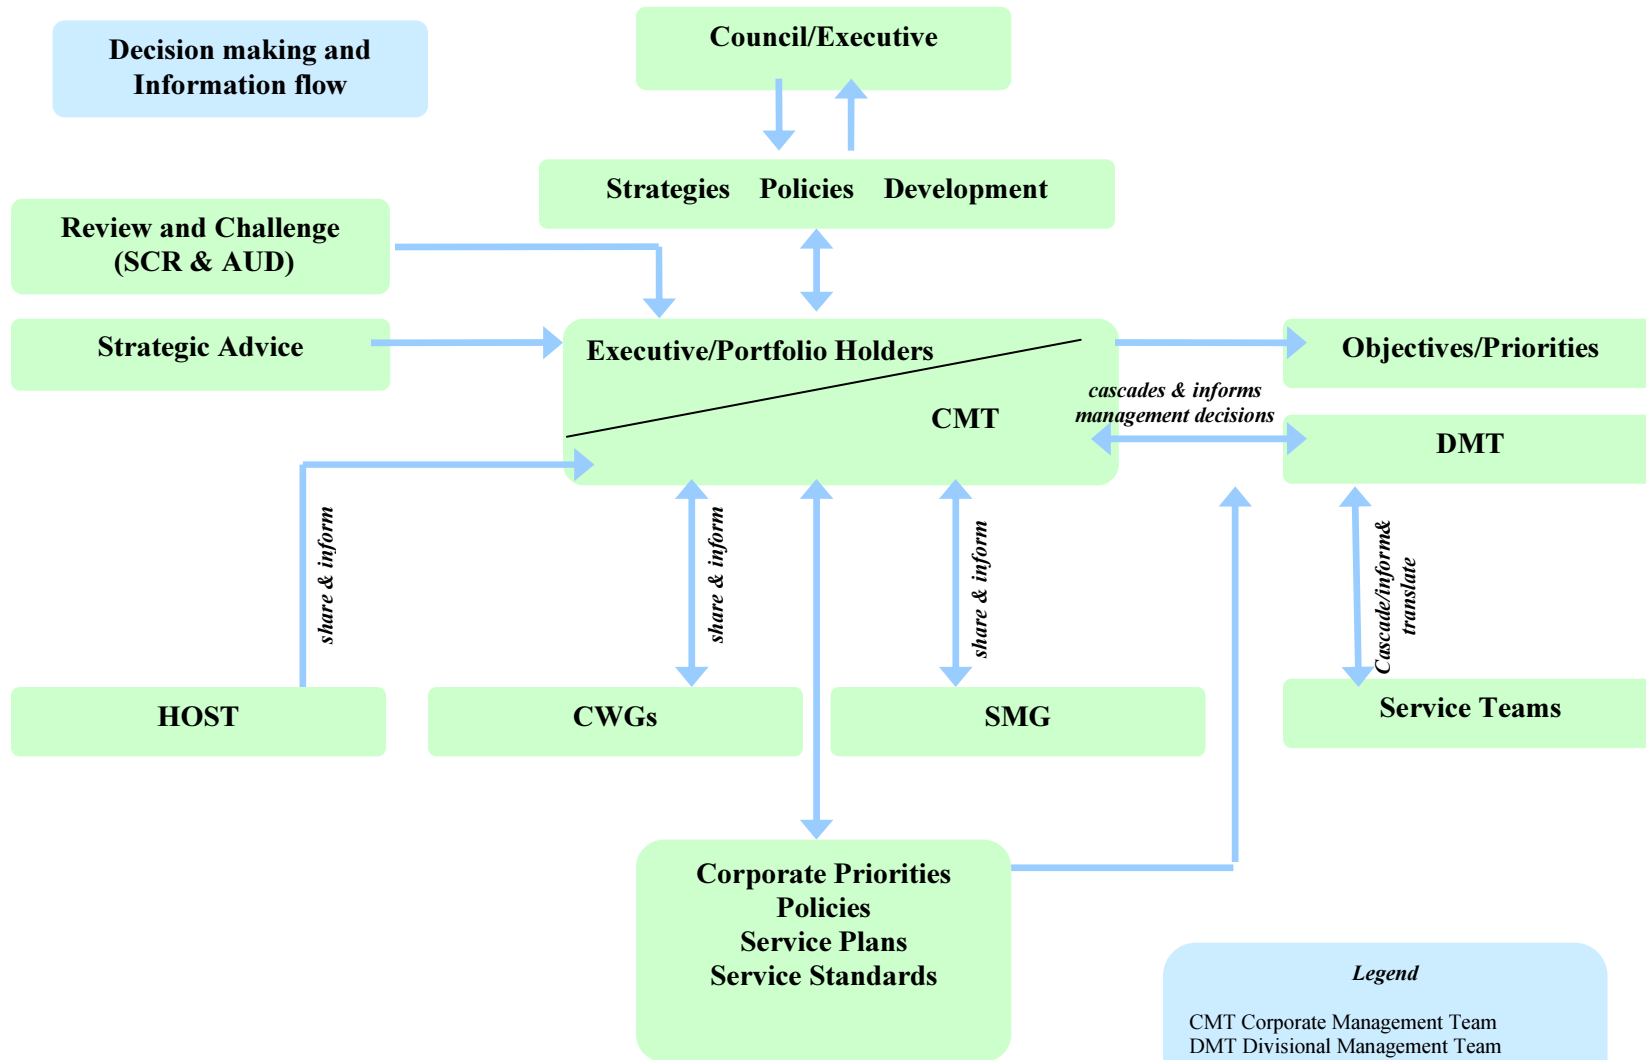 Decision making and
Information flow
Council/Executive
Strategies Policies Development
Review and Challenge
(SCR & AUD)
Strategic Advice
Executive/Portfolio Holders
CMT
Objectives/Priorities
cascades & informs
management decisions
DMT
share & inform
share & inform
share & inform
Cascade/inform&
translate
HOST
CWGs
SMG
Service Teams
Corporate Priorities
Policies
Service Plans
Service Standards
Legend
CMT Corporate Management Team
DMT Divisional Management Team